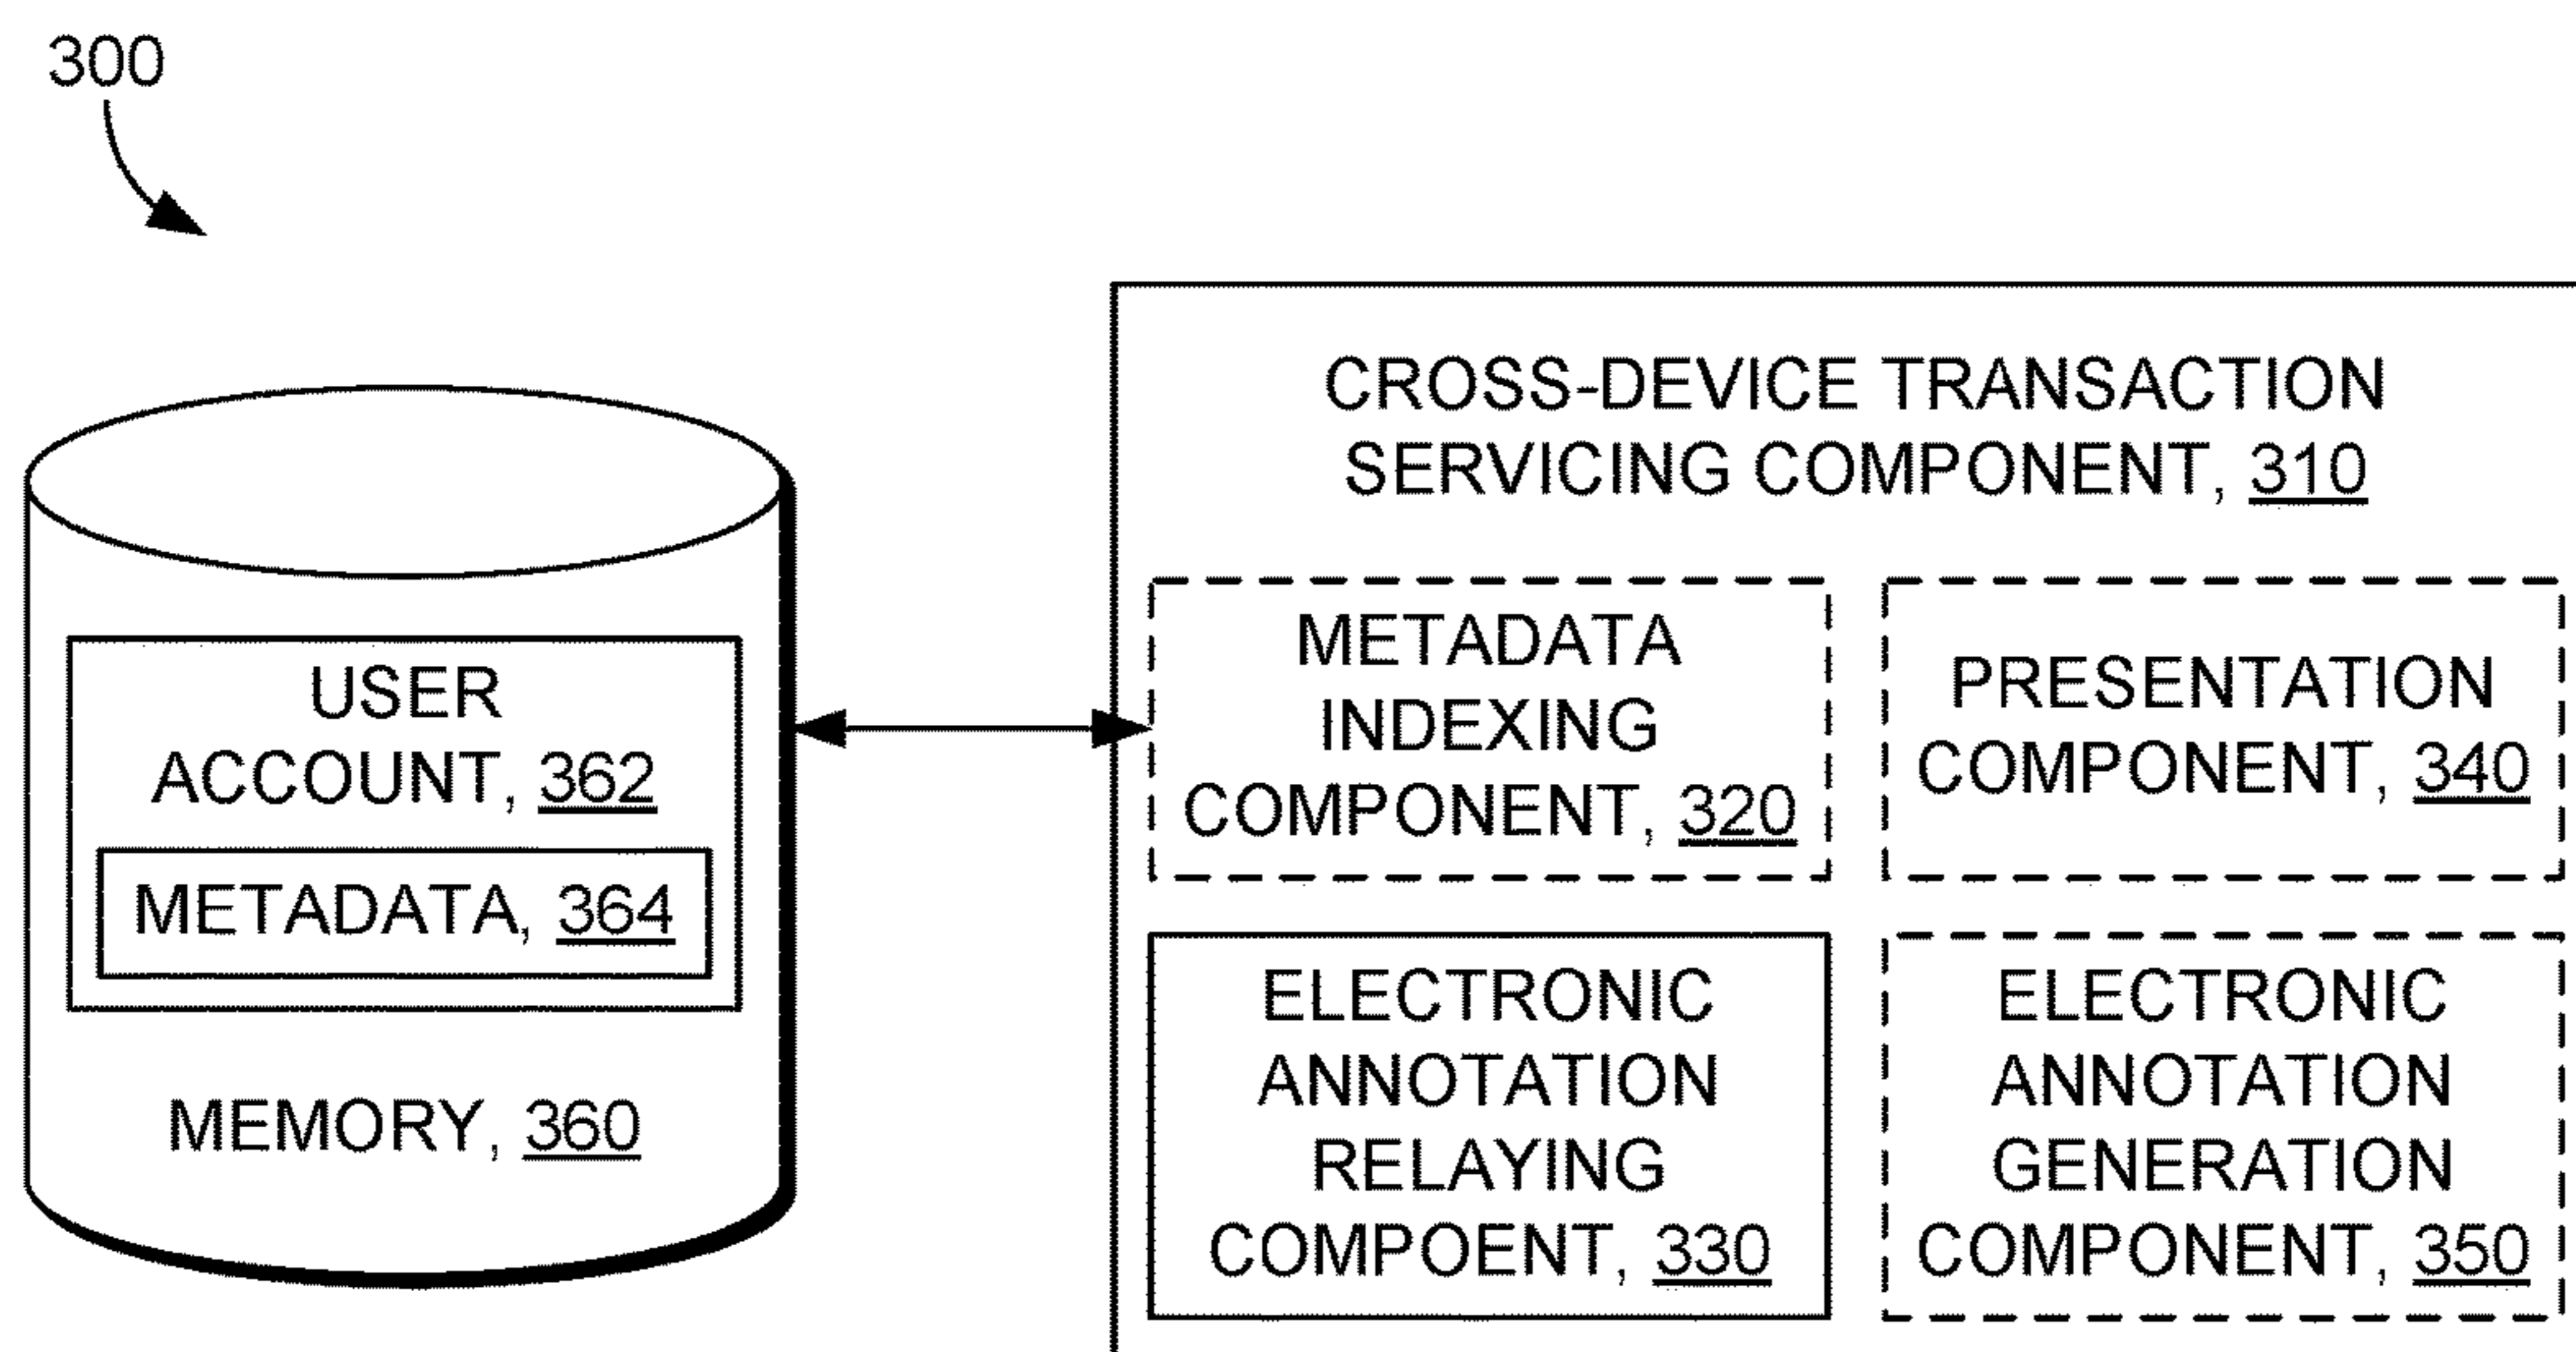 300
CROSS-DEVICE TRANSACTION
SERVICING COMPONENT, 310
USER
ACCOUNT, 362
METADATA, 364
MEMORY, 360
METADATA
INDEXING
COMPONENT, 320
PRESENTATION
COMPONENT, 340
ELECTRONIC
ANNOTATION
RELAYING
COMPOENT, 330
ELECTRONIC
ANNOTATION
GENERATION
COMPONENT, 350